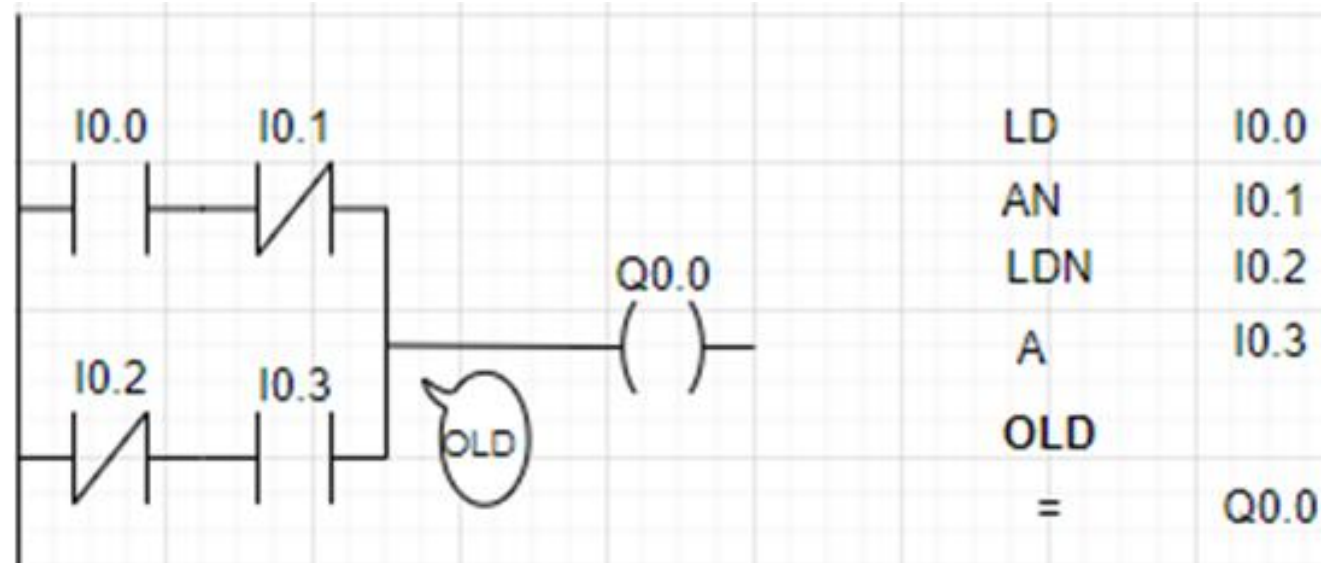 I0.0 I0.1
Q0.0
I0.2 I0.3
OLD
LD I0.0
AN I0.1
LDN I0.2
A I0.3
OLD
= Q0.0